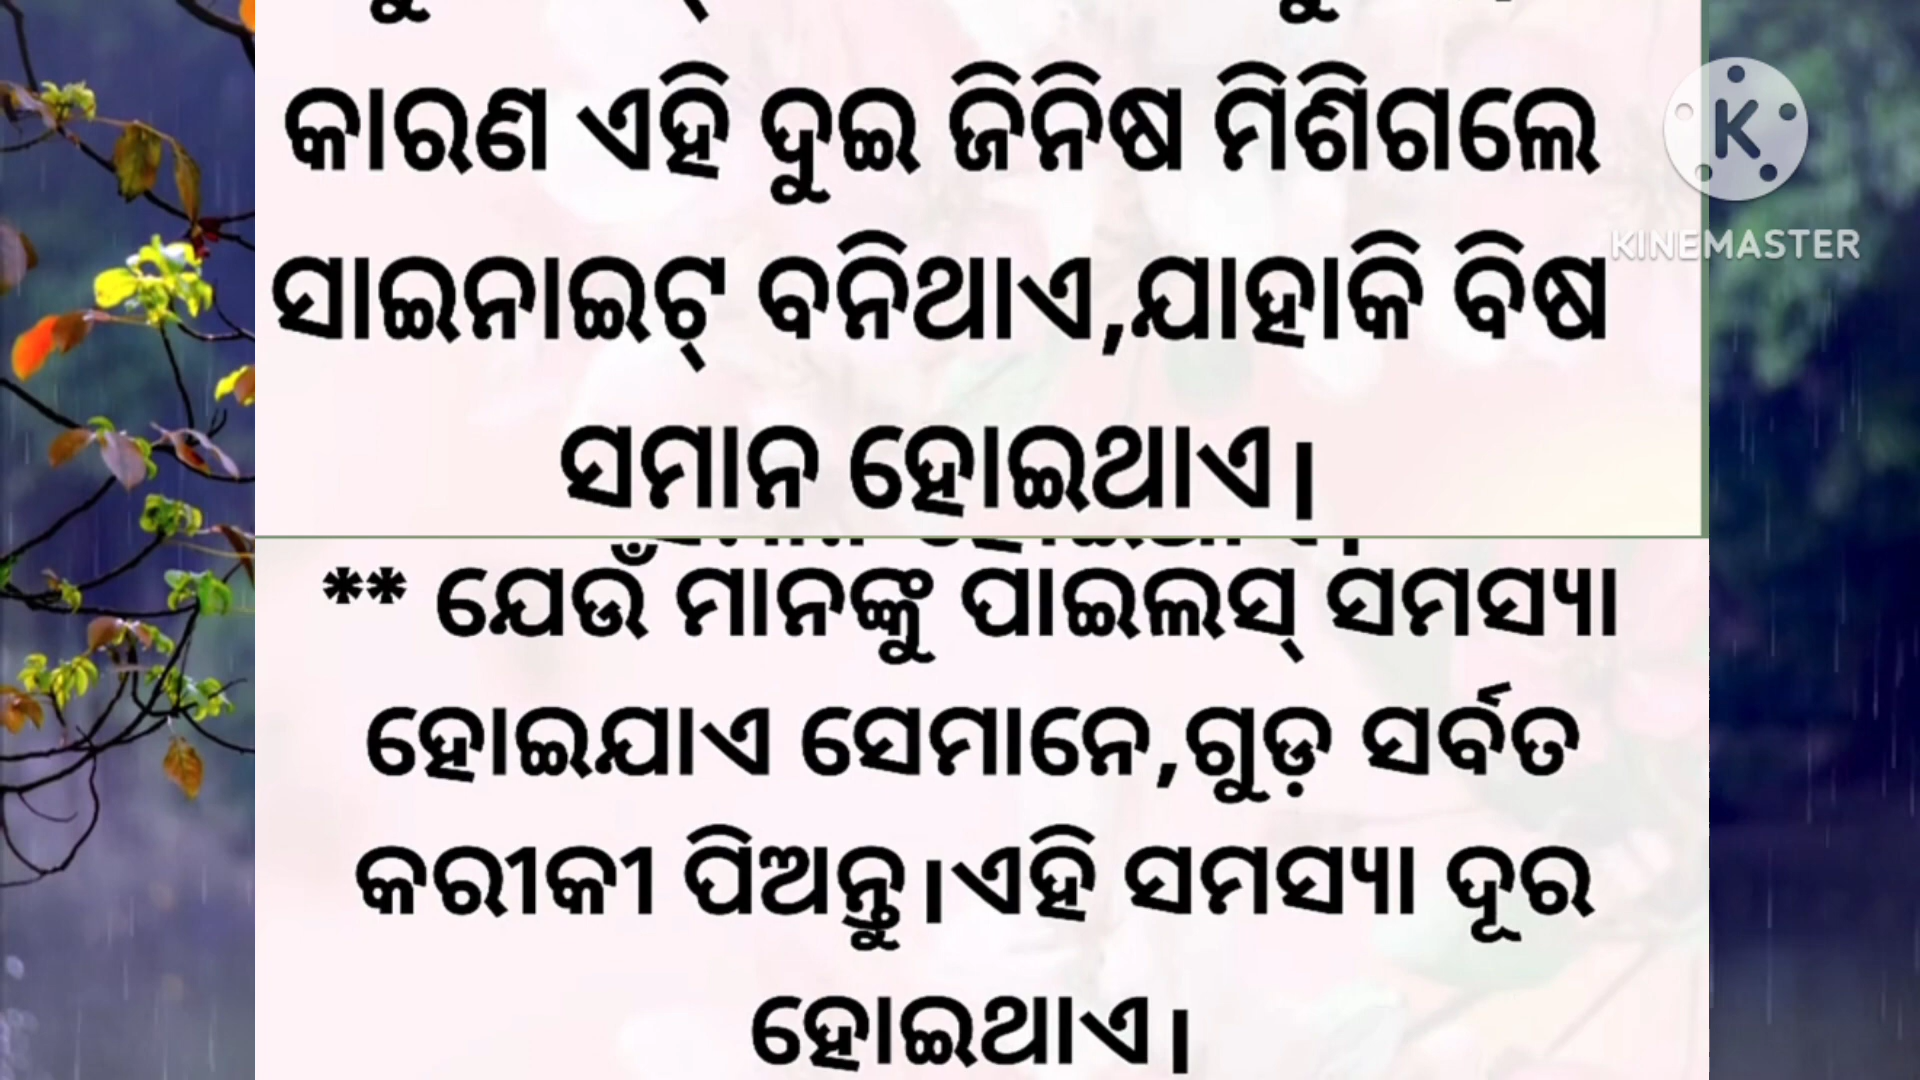 କାରଣ ଏହି ଦୁଇ ଜିନିଷ ମିଶିଗଲେ
ସାଇନାଇଟ୍ ବନିଥାଏ,ଯାହାକି ବିଷ
ସମାନ ହୋଇଥାଏ।
** ଯେଉଁ ମାନଙ୍କୁ ପାଇଲସ୍ ସମସ୍ୟା
ହୋଇଯାଏ ସେମାନେ,ଗୁଡ଼ ସର୍ବତ
କରୀକୀ ପିଅନ୍ତୁ।ଏହି ସମସ୍ୟା ଦୂର
ହୋଇଥାଏ।
K
KINEMASTER